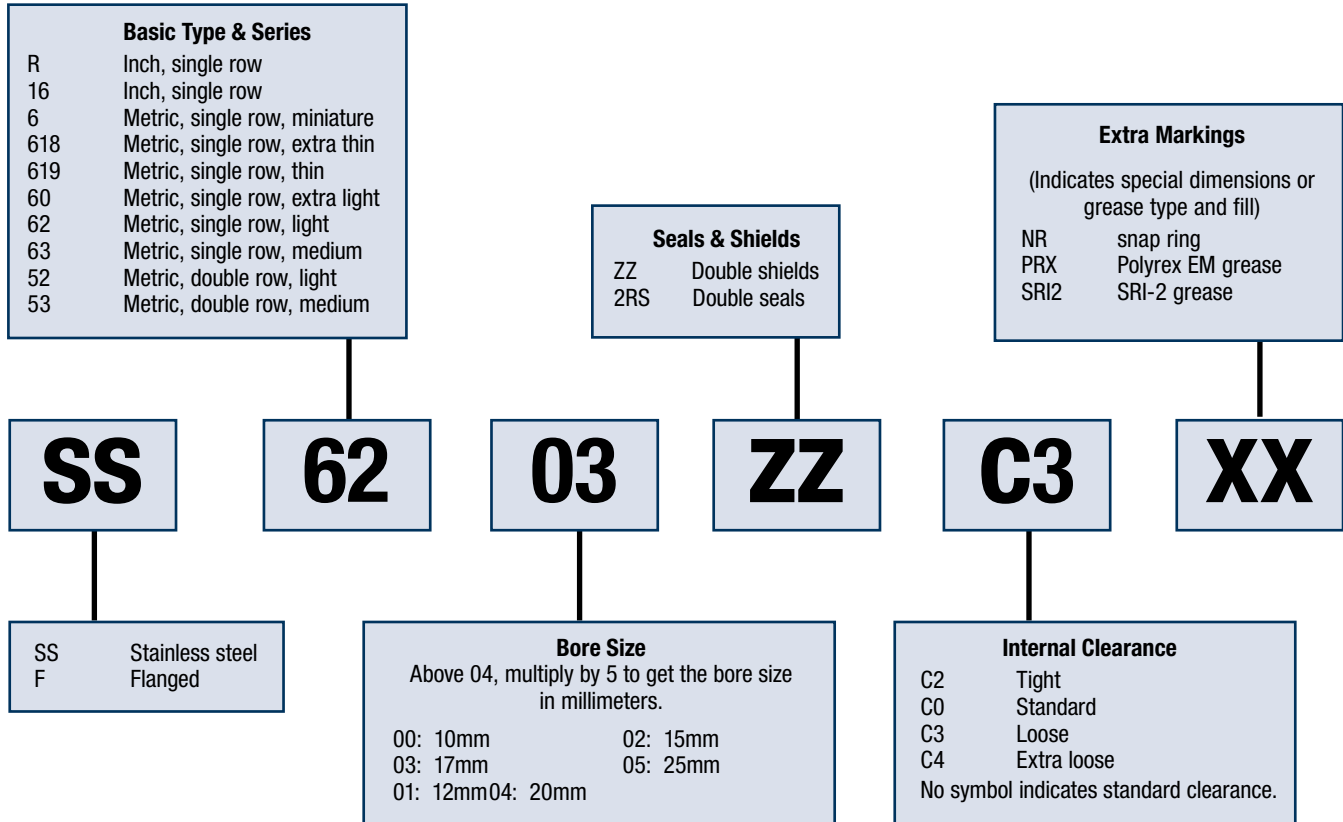 Basic Type & Series
R Inch, single row
16 Inch, single row
6 Metric, single row, miniature
618 Metric, single row, extra thin
619 Metric, single row, thin
60 Metric, single row, extra light
62 Metric, single row, light
63 Metric, single row, medium
52 Metric, double row, light
53 Metric, double row, medium
Seals & Shields
ZZ Double shields
2RS Double seals
Extra Markings
(Indicates special dimensions or
grease type and fill)
NR snap ring
PRX Polyrex EM grease
SRI2 SRI-2 grease
SS 62 03 ZZ C3 XX
SS Stainless steel
F Flanged
Bore Size
Above 04, multiply by 5 to get the bore size
in millimeters.
00: 10mm 02: 15mm
03: 17mm 05: 25mm
01: 12mm04: 20mm
Internal Clearance
C2 Tight
C0 Standard
C3 Loose
C4 Extra loose
No symbol indicates standard clearance.